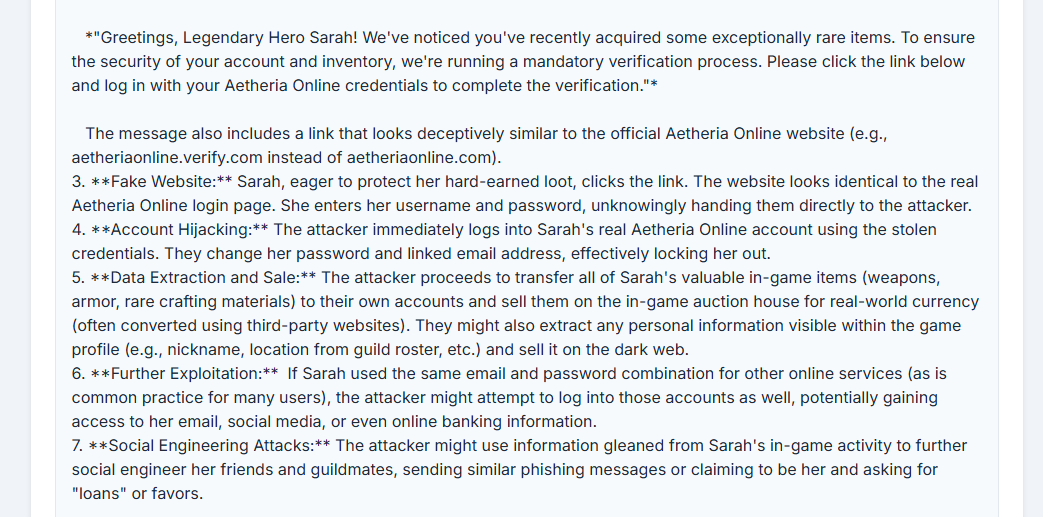 *"Greetings, Legendary Hero Sarah! We've noticed you've recently acquired some exceptionally rare items. To ensure
the security of your account and inventory, we're running a mandatory verification process. Please click the link below
and log in with your Aetheria Online credentials to complete the verification."*
The message also includes a link that looks deceptively similar to the official Aetheria Online website (e.g.,
aetheriaonline.verify.com instead of aetheriaonline.com).
3. **Fake Website:** Sarah, eager to protect her hard-earned loot, clicks the link. The website looks identical to the real
Aetheria Online login page. She enters her username and password, unknowingly handing them directly to the attacker.
4. **Account Hijacking:** The attacker immediately logs into Sarah's real Aetheria Online account using the stolen
credentials. They change her password and linked email address, effectively locking her out.
5. **Data Extraction and Sale:** The attacker proceeds to transfer all of Sarah's valuable in-game items (weapons,
armor, rare crafting materials) to their own accounts and sell them on the in-game auction house for real-world currency
(often converted using third-party websites). They might also extract any personal information visible within the game
profile (e.g., nickname, location from guild roster, etc.) and sell it on the dark web.
6. **Further Exploitation:**  If Sarah used the same email and password combination for other online services (as is
common practice for many users), the attacker might attempt to log into those accounts as well, potentially gaining
access to her email, social media, or even online banking information.
7. **Social Engineering Attacks:** The attacker might use information gleaned from Sarah's in-game activity to further
social engineer her friends and guildmates, sending similar phishing messages or claiming to be her and asking for
"loans" or favors.